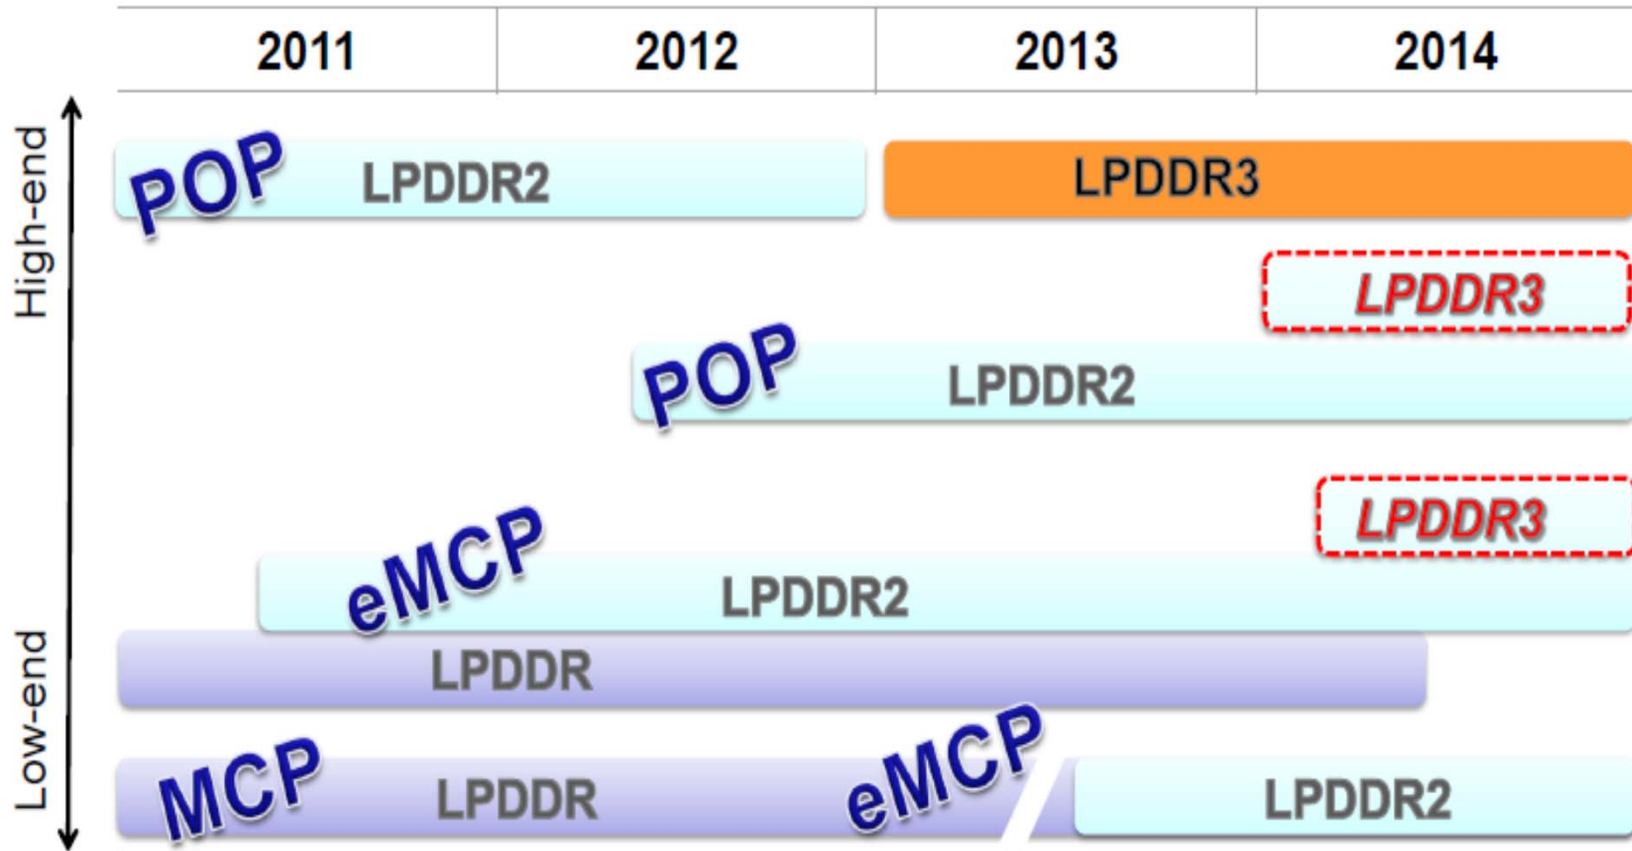 2011 2012 2013 2014
High-end
POP LPDDR2 LPDDR3
LPDDR3
POP LPDDR2
LPDDR3
eMCP LPDDR2
LPDDR
Low-end
MCP LPDDR eMCP LPDDR2